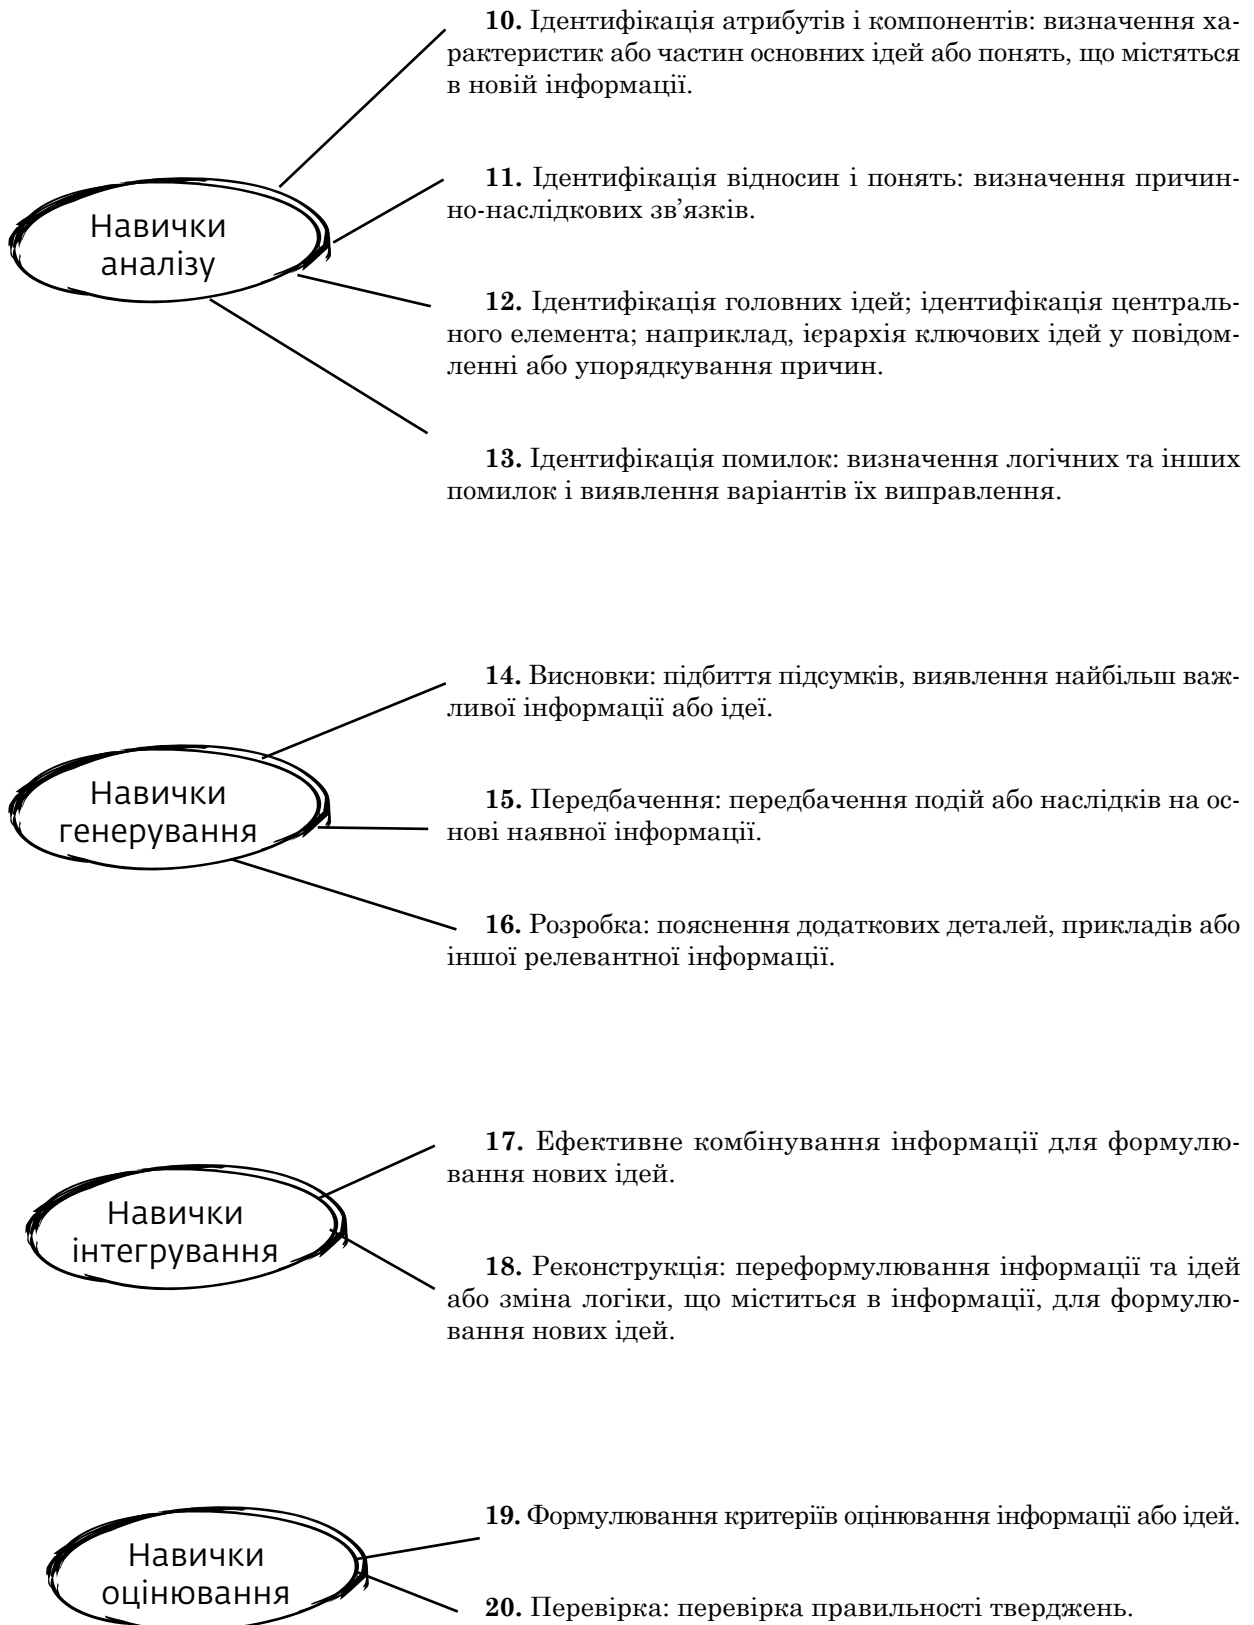 10. Ідентифікація атрибутів і компонентів: визначення ха-
рактеристик або частин основних ідей або понять, що містяться
в новій інформації.
11. Ідентифікація відносин і понять: визначення причин-
но-наслідкових зв’язків.
Навички
аналізу
12. Ідентифікація головних ідей; ідентифікація централь-
ного елемента; наприклад, ієрархія ключових ідей у повідом-
ленні або упорядкування причин.
13. Ідентифікація помилок: визначення логічних та інших
помилок і виявлення варіантів їх виправлення.
14. Висновки: підбиття підсумків, виявлення найбільш важ-
ливої інформації або ідеї.
Навички
генерування
15. Передбачення: передбачення подій або наслідків на ос-
нові наявної інформації.
16. Розробка: пояснення додаткових деталей, прикладів або
іншої релевантної інформації.
17. Ефективне комбінування інформації для формулю-
вання нових ідей.
Навички
інтегрування
18. Реконструкція: переформулювання інформації та ідей
або зміна логіки, що міститься в інформації, для формулю-
вання нових ідей.
19. Формулювання критеріїв оцінювання інформації або ідей.
Навички
оцінювання
20. Перевірка: перевірка правильності тверджень.